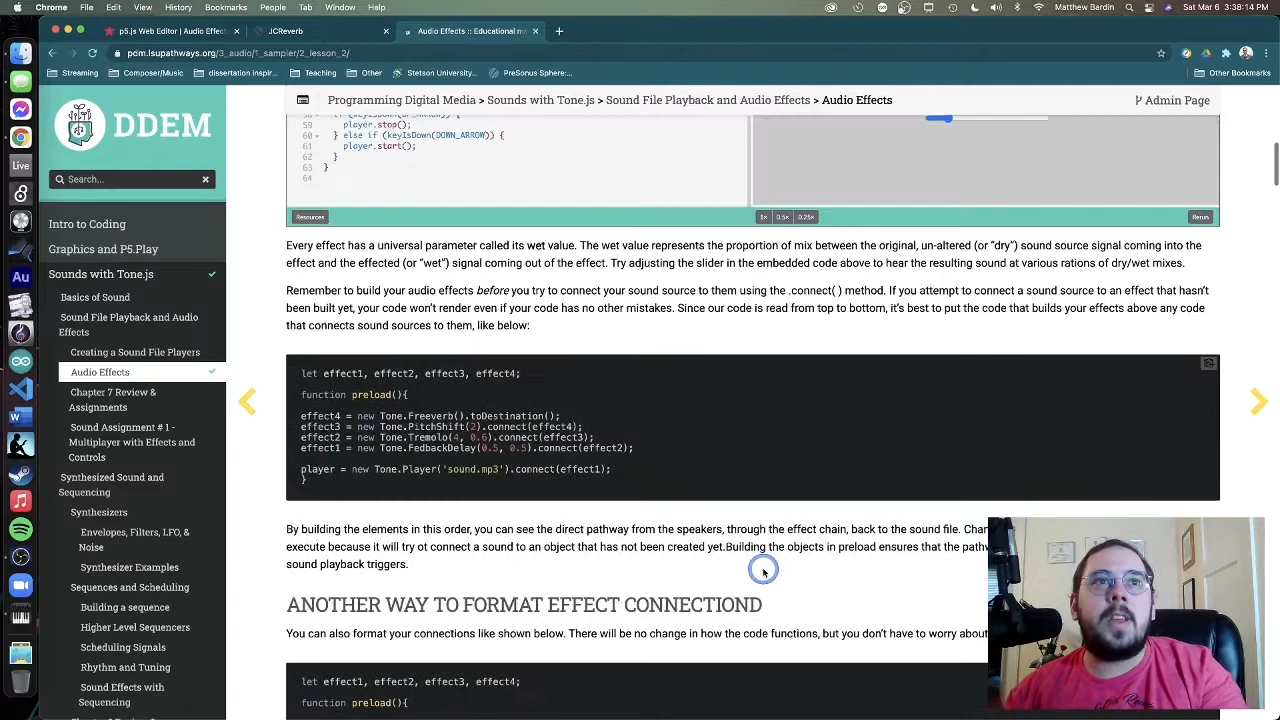 Chrome File Edit View History Bookmarks Profiles Tab Window Help
p5.js Web Editor | Audio Effect
JCReverb
Audio Effects :: Educational m
pdm.lsupathways.org/3_audio/1_sampler/2_lesson_2/
Streaming
Composer/Music
dissertation inspir...
Teaching
Other
Stetson University...
PreSonus Sphere:...
Other Bookmarks
DDEM
Search...
Intro to Coding
Graphics and P5.Play
Sounds with Tone.js
Basics of Sound
Sound File Playback and Audio
Effects
Creating a Sound File Players
Audio Effects
Chapter 7 Review &
Assignments
Sound Assignment # 1 -
Multiplayer with Effects and
Controls
Synthesized Sound and
Sequencing
Synthesizers
Envelopes, Filters, LFO, &
Noise
Synthesizer Examples
Sequences and Scheduling
Building a sequence
Higher Level Sequencers
Scheduling Signals
Rhythm and Tuning
Sound Effects with
Sequencing
Programming Digital Media > Sounds with Tone.js > Sound File Playback and Audio Effects > Audio Effects
Admin Page
59 player.stop();
60 } else if (keyIsDown(DOWN_ARROW)) {
61 player.start();
62 }
63 }
64
Resources
1× 0.5× 0.25×
Rerun
Every effect has a universal parameter called its wet value. The wet value represents the proportion of mix between the original, un-altered (or “dry”) sound source signal coming into the
effect and the effected (or “wet”) signal coming out of the effect. Try adjusting the slider in the embedded code above to hear the resulting sound at various rations of dry/wet mixes.
Remember to build your audio effects before you try to connect your sound source to them using the .connect( ) method. If you attempt to connect a sound source to an effect that hasn’t
been built yet, your code won’t render even if your code has no other mistakes. Since our code is read from top to bottom, it’s best to put the code that builds your effects above any code
that connects sound sources to them, like below:
let effect1, effect2, effect3, effect4;
function preload(){
effect4 = new Tone.Freeverb().toDestination();
effect3 = new Tone.PitchShift(2).connect(effect4);
effect2 = new Tone.Tremolo(4, 0.6).connect(effect3);
effect1 = new Tone.FedbackDelay(0.5, 0.5).connect(effect2);
player = new Tone.Player('sound.mp3').connect(effect1);
}
By building the elements in this order, you can see the direct pathway from the speakers, through the effect chain, back to the sound file.
execute because it will try ot connect a sound to an object that has not been created yet.Building the objects in preload ensures that the
sound playback triggers.
ANOTHER WAY TO FORMAT EFFECT CONNECTIOND
You can also format your connections like shown below. There will be no change in how the code functions, but you don’t have to worry about
let effect1, effect2, effect3, effect4;
function preload(){